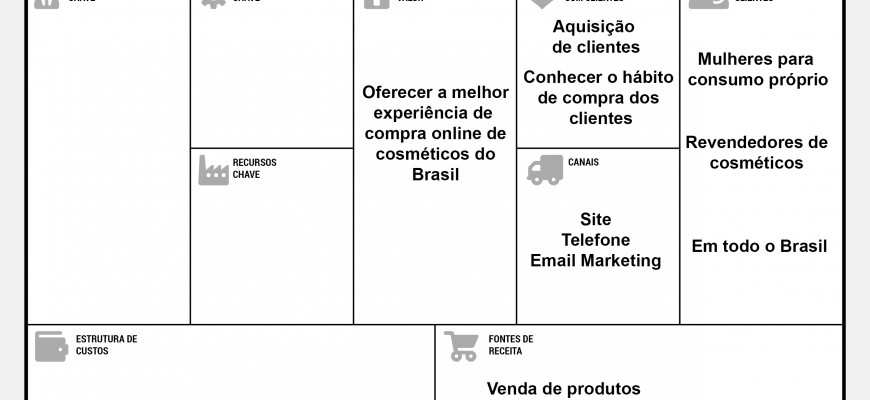 Aquisição
de clientes
Conhecer o hábito
de compra dos
clientes
Mulheres para
consumo próprio
Revendedores de
cosméticos
Em todo o Brasil
Oferecer a melhor
experiência de
compra online de
cosméticos do
Brasil
RECURSOS
CHAVE
CANAIS
Site
Telefone
Email Marketing
ESTRUTURA DE
CUSTOS
FONTES DE
RECEITA
Venda de produtos